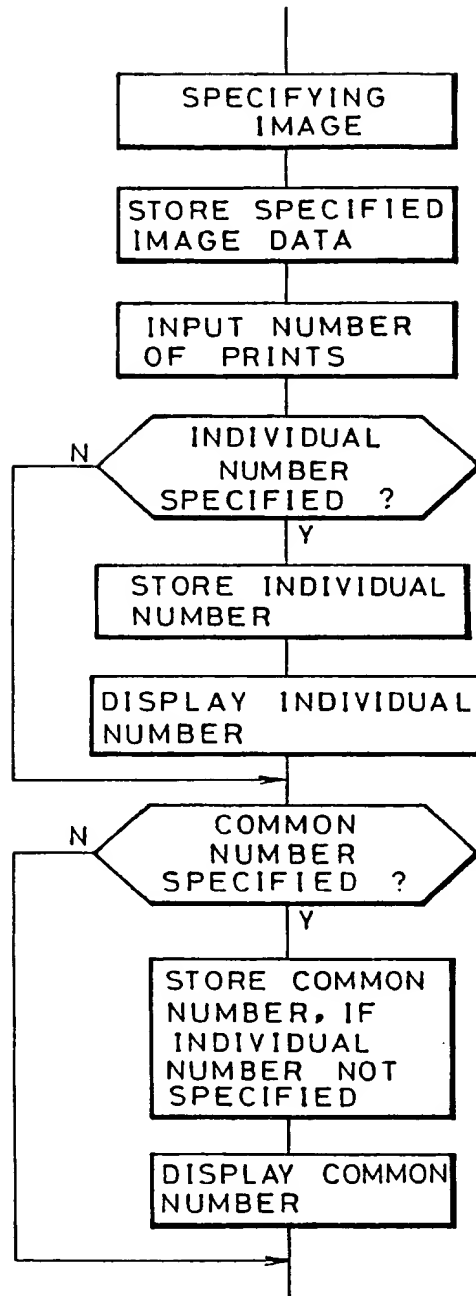 SPECIFYING
IMAGE
STORE SPECIFIED
IMAGE DATA
INPUT NUMBER
OF PRINTS
N
INDIVIDUAL
NUMBER
SPECIFIED ?
Y
STORE INDIVIDUAL
NUMBER
DISPLAY INDIVIDUAL
NUMBER
N
COMMON
NUMBER
SPECIFIED ?
Y
STORE COMMON
NUMBER, IF
INDIVIDUAL
NUMBER NOT
SPECIFIED
DISPLAY COMMON
NUMBER